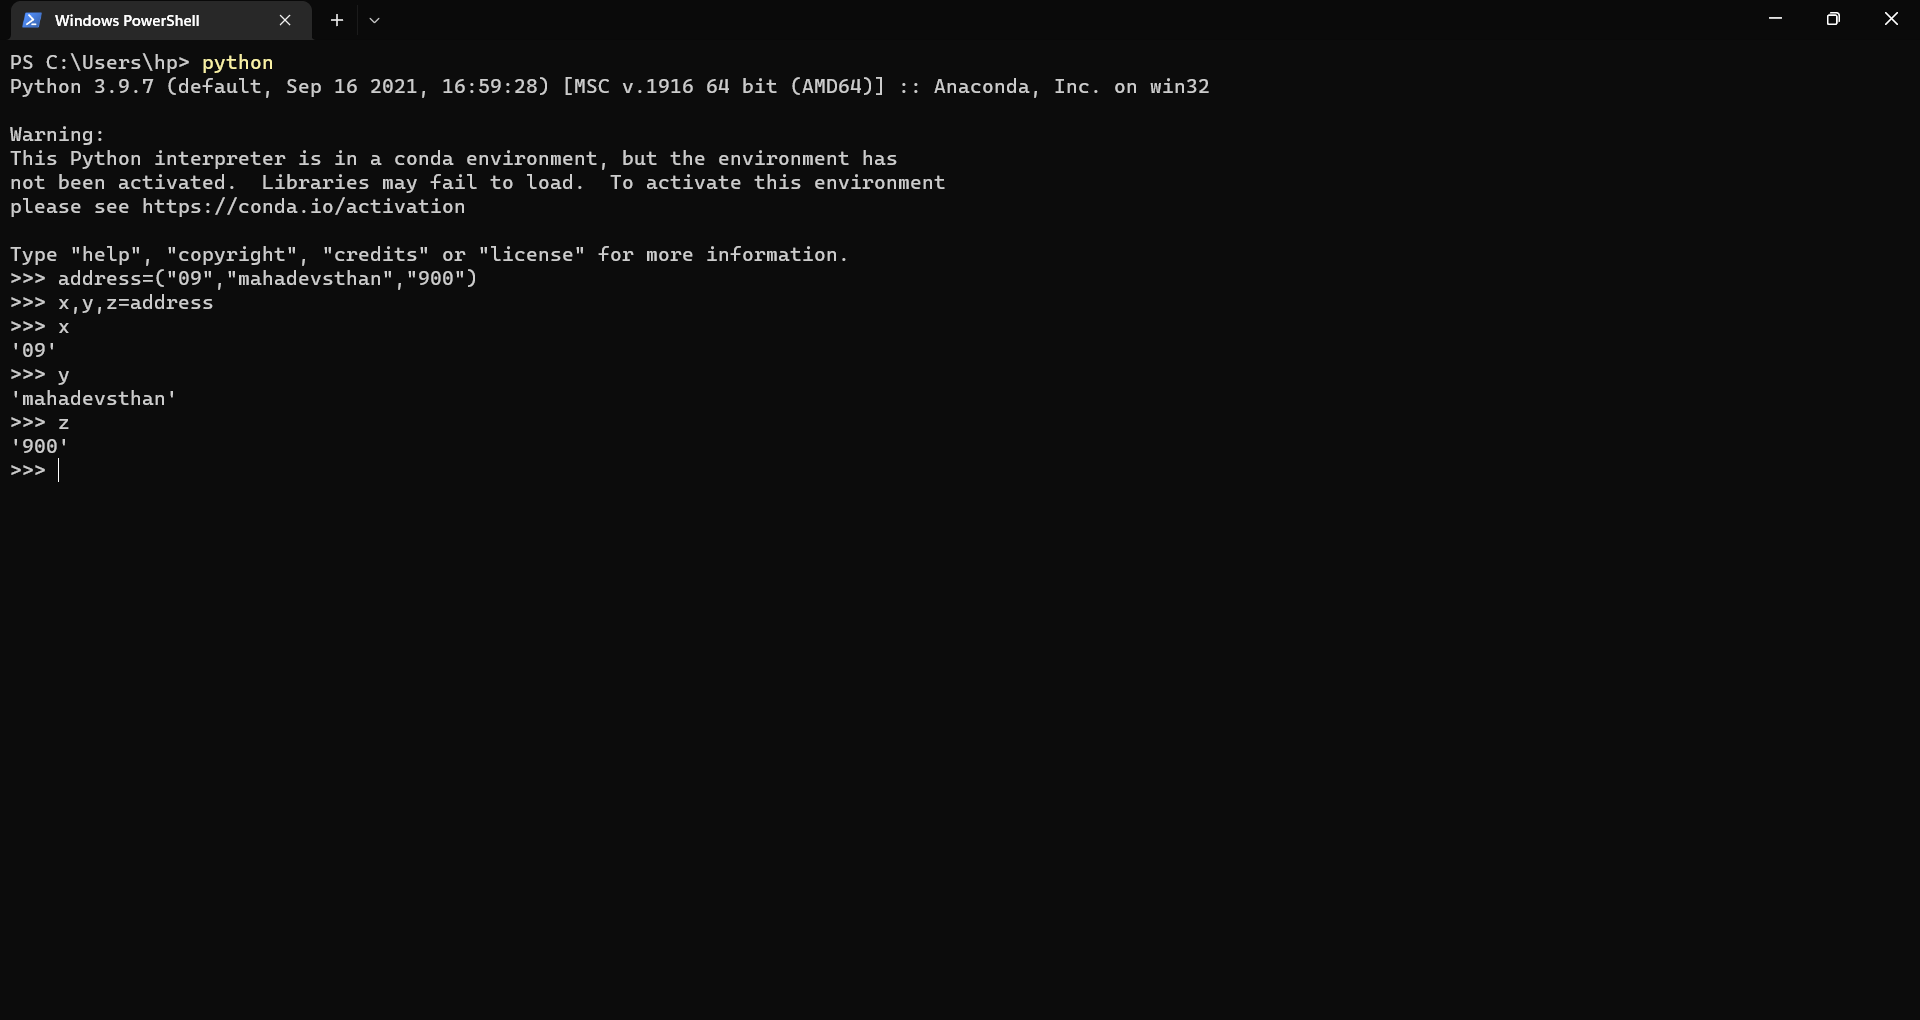 Windows PowerShell
PS C:\Users\hp> python
Python 3.9.7 (default, Sep 16 2021, 16:59:28) [MSC v.1916 64 bit (AMD64)] :: Anaconda, Inc. on win32
Warning:
This Python interpreter is in a conda environment, but the environment has
not been activated.  Libraries may fail to load.  To activate this environment
please see https://conda.io/activation
Type "help", "copyright", "credits" or "license" for more information.
>>> address=("09","mahadevsthan","900")
>>> x,y,z=address
>>> x
'09'
>>> y
'mahadevsthan'
>>> z
'900'
>>>